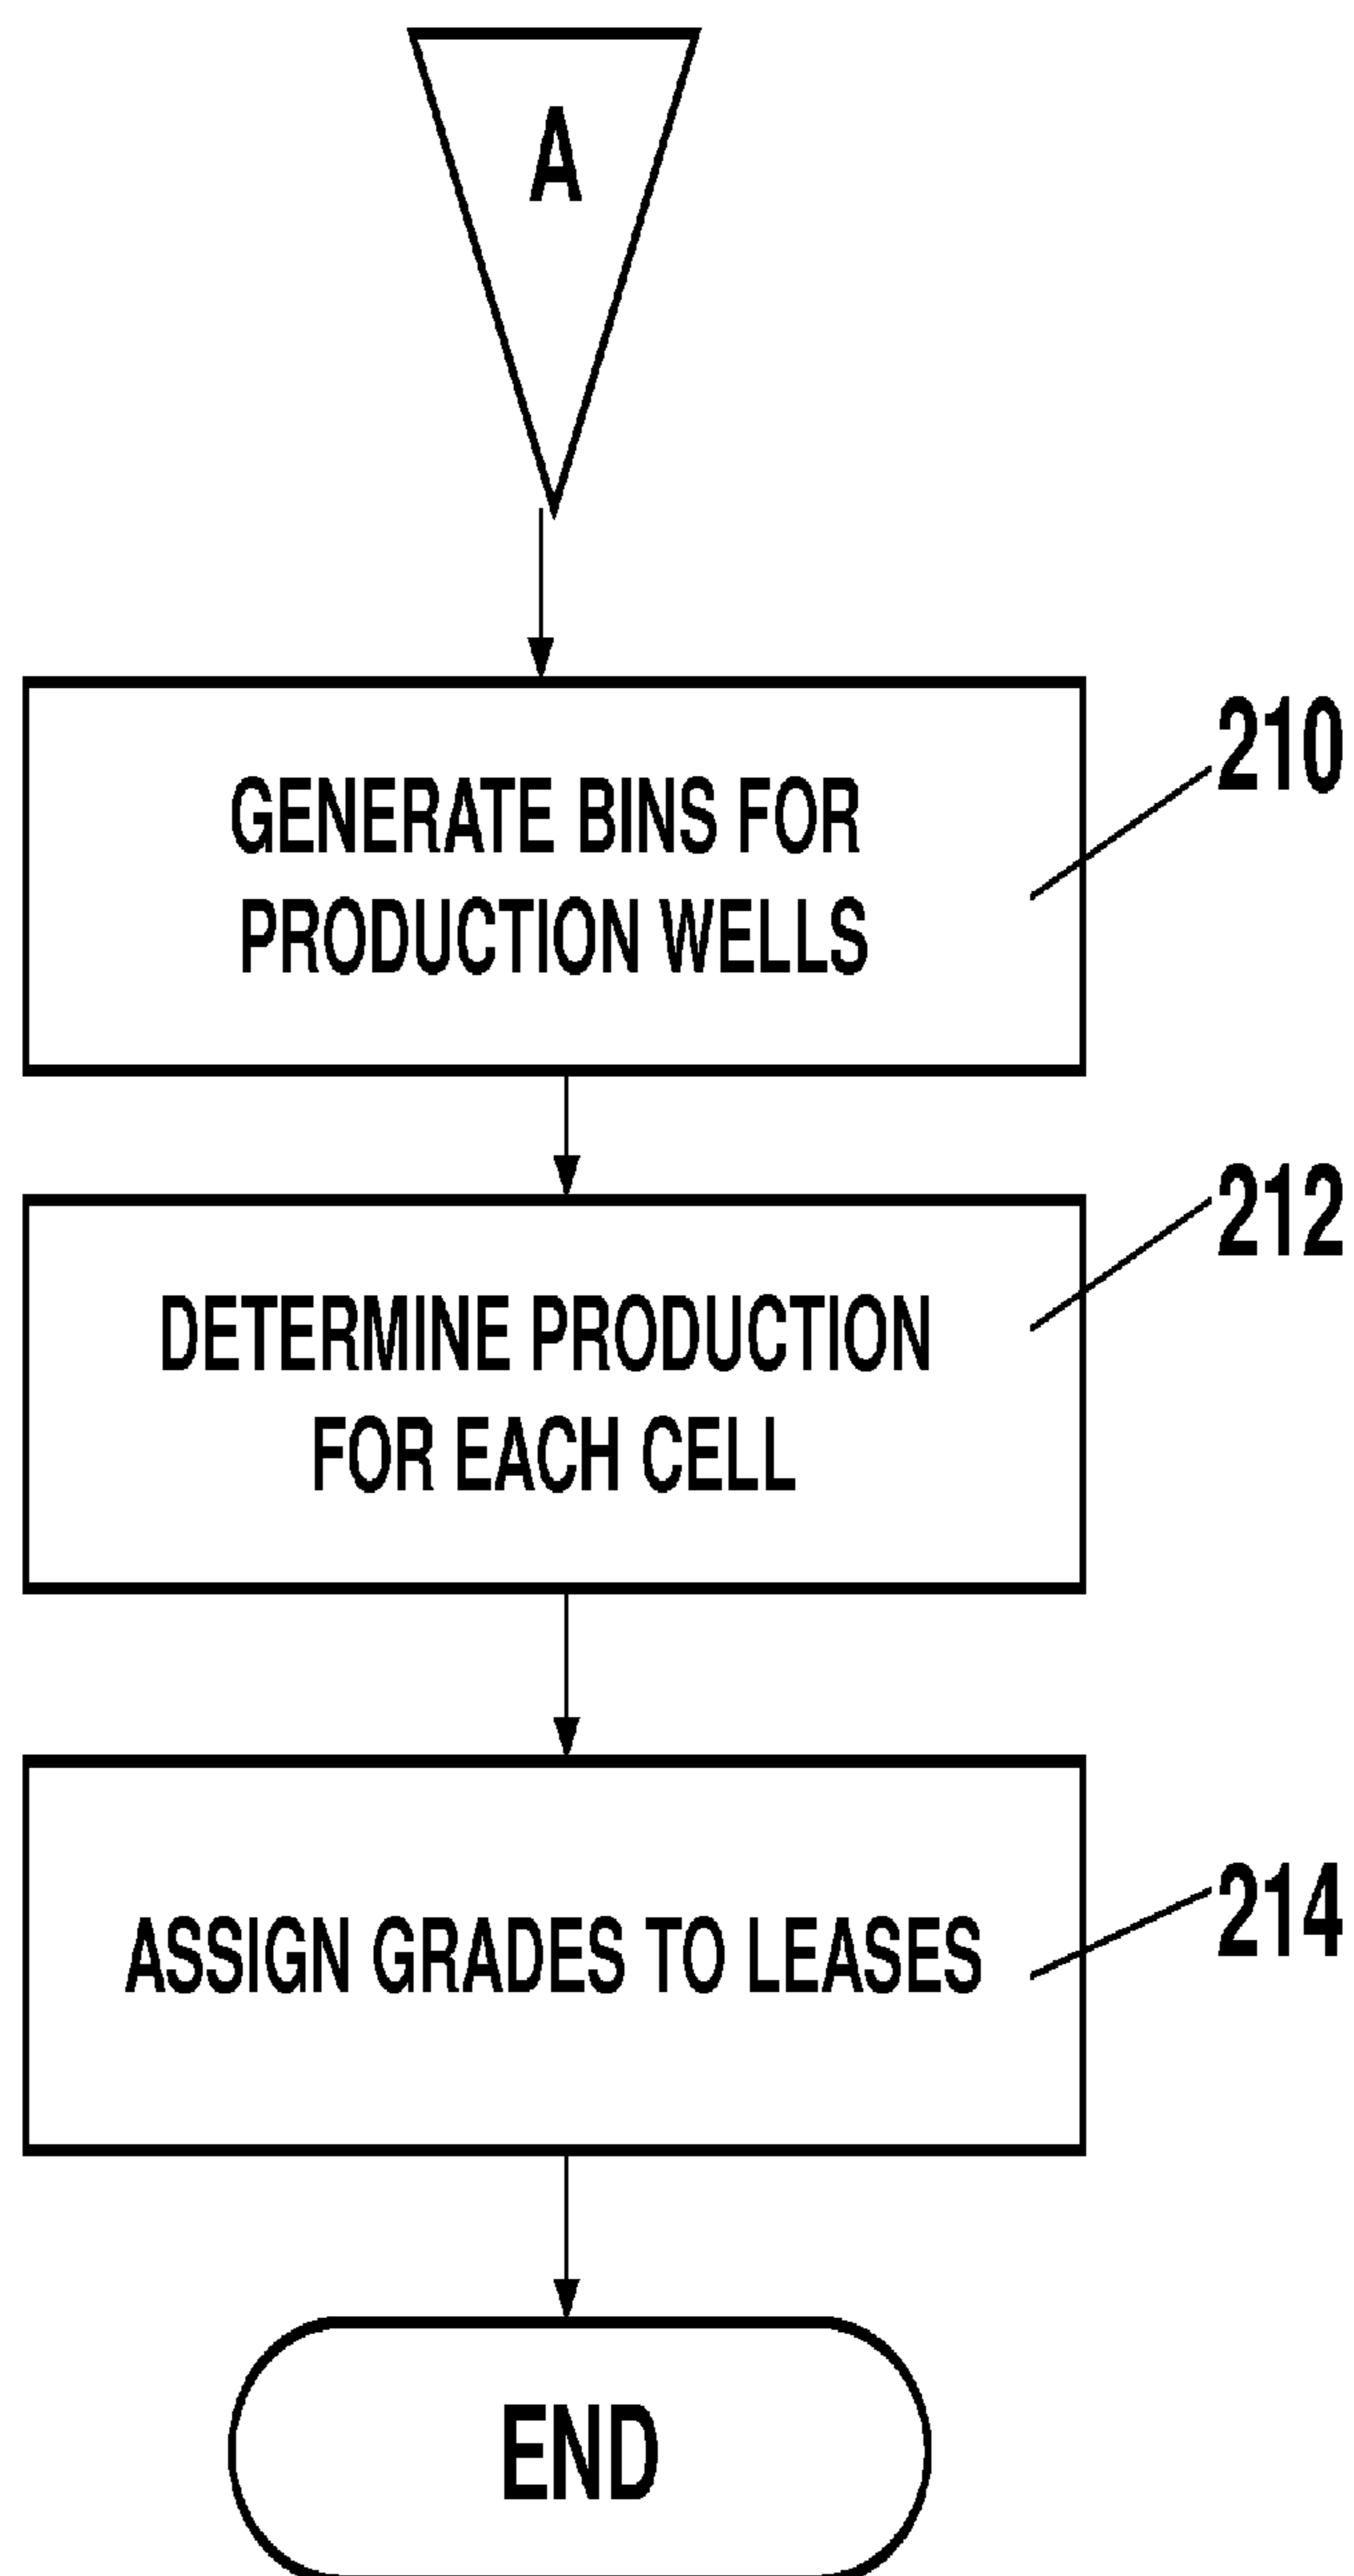 A
GENERATE BINS FOR
PRODUCTION WELLS
210
DETERMINE PRODUCTION
FOR EACH CELL
212
ASSIGN GRADES TO LEASES
214
END